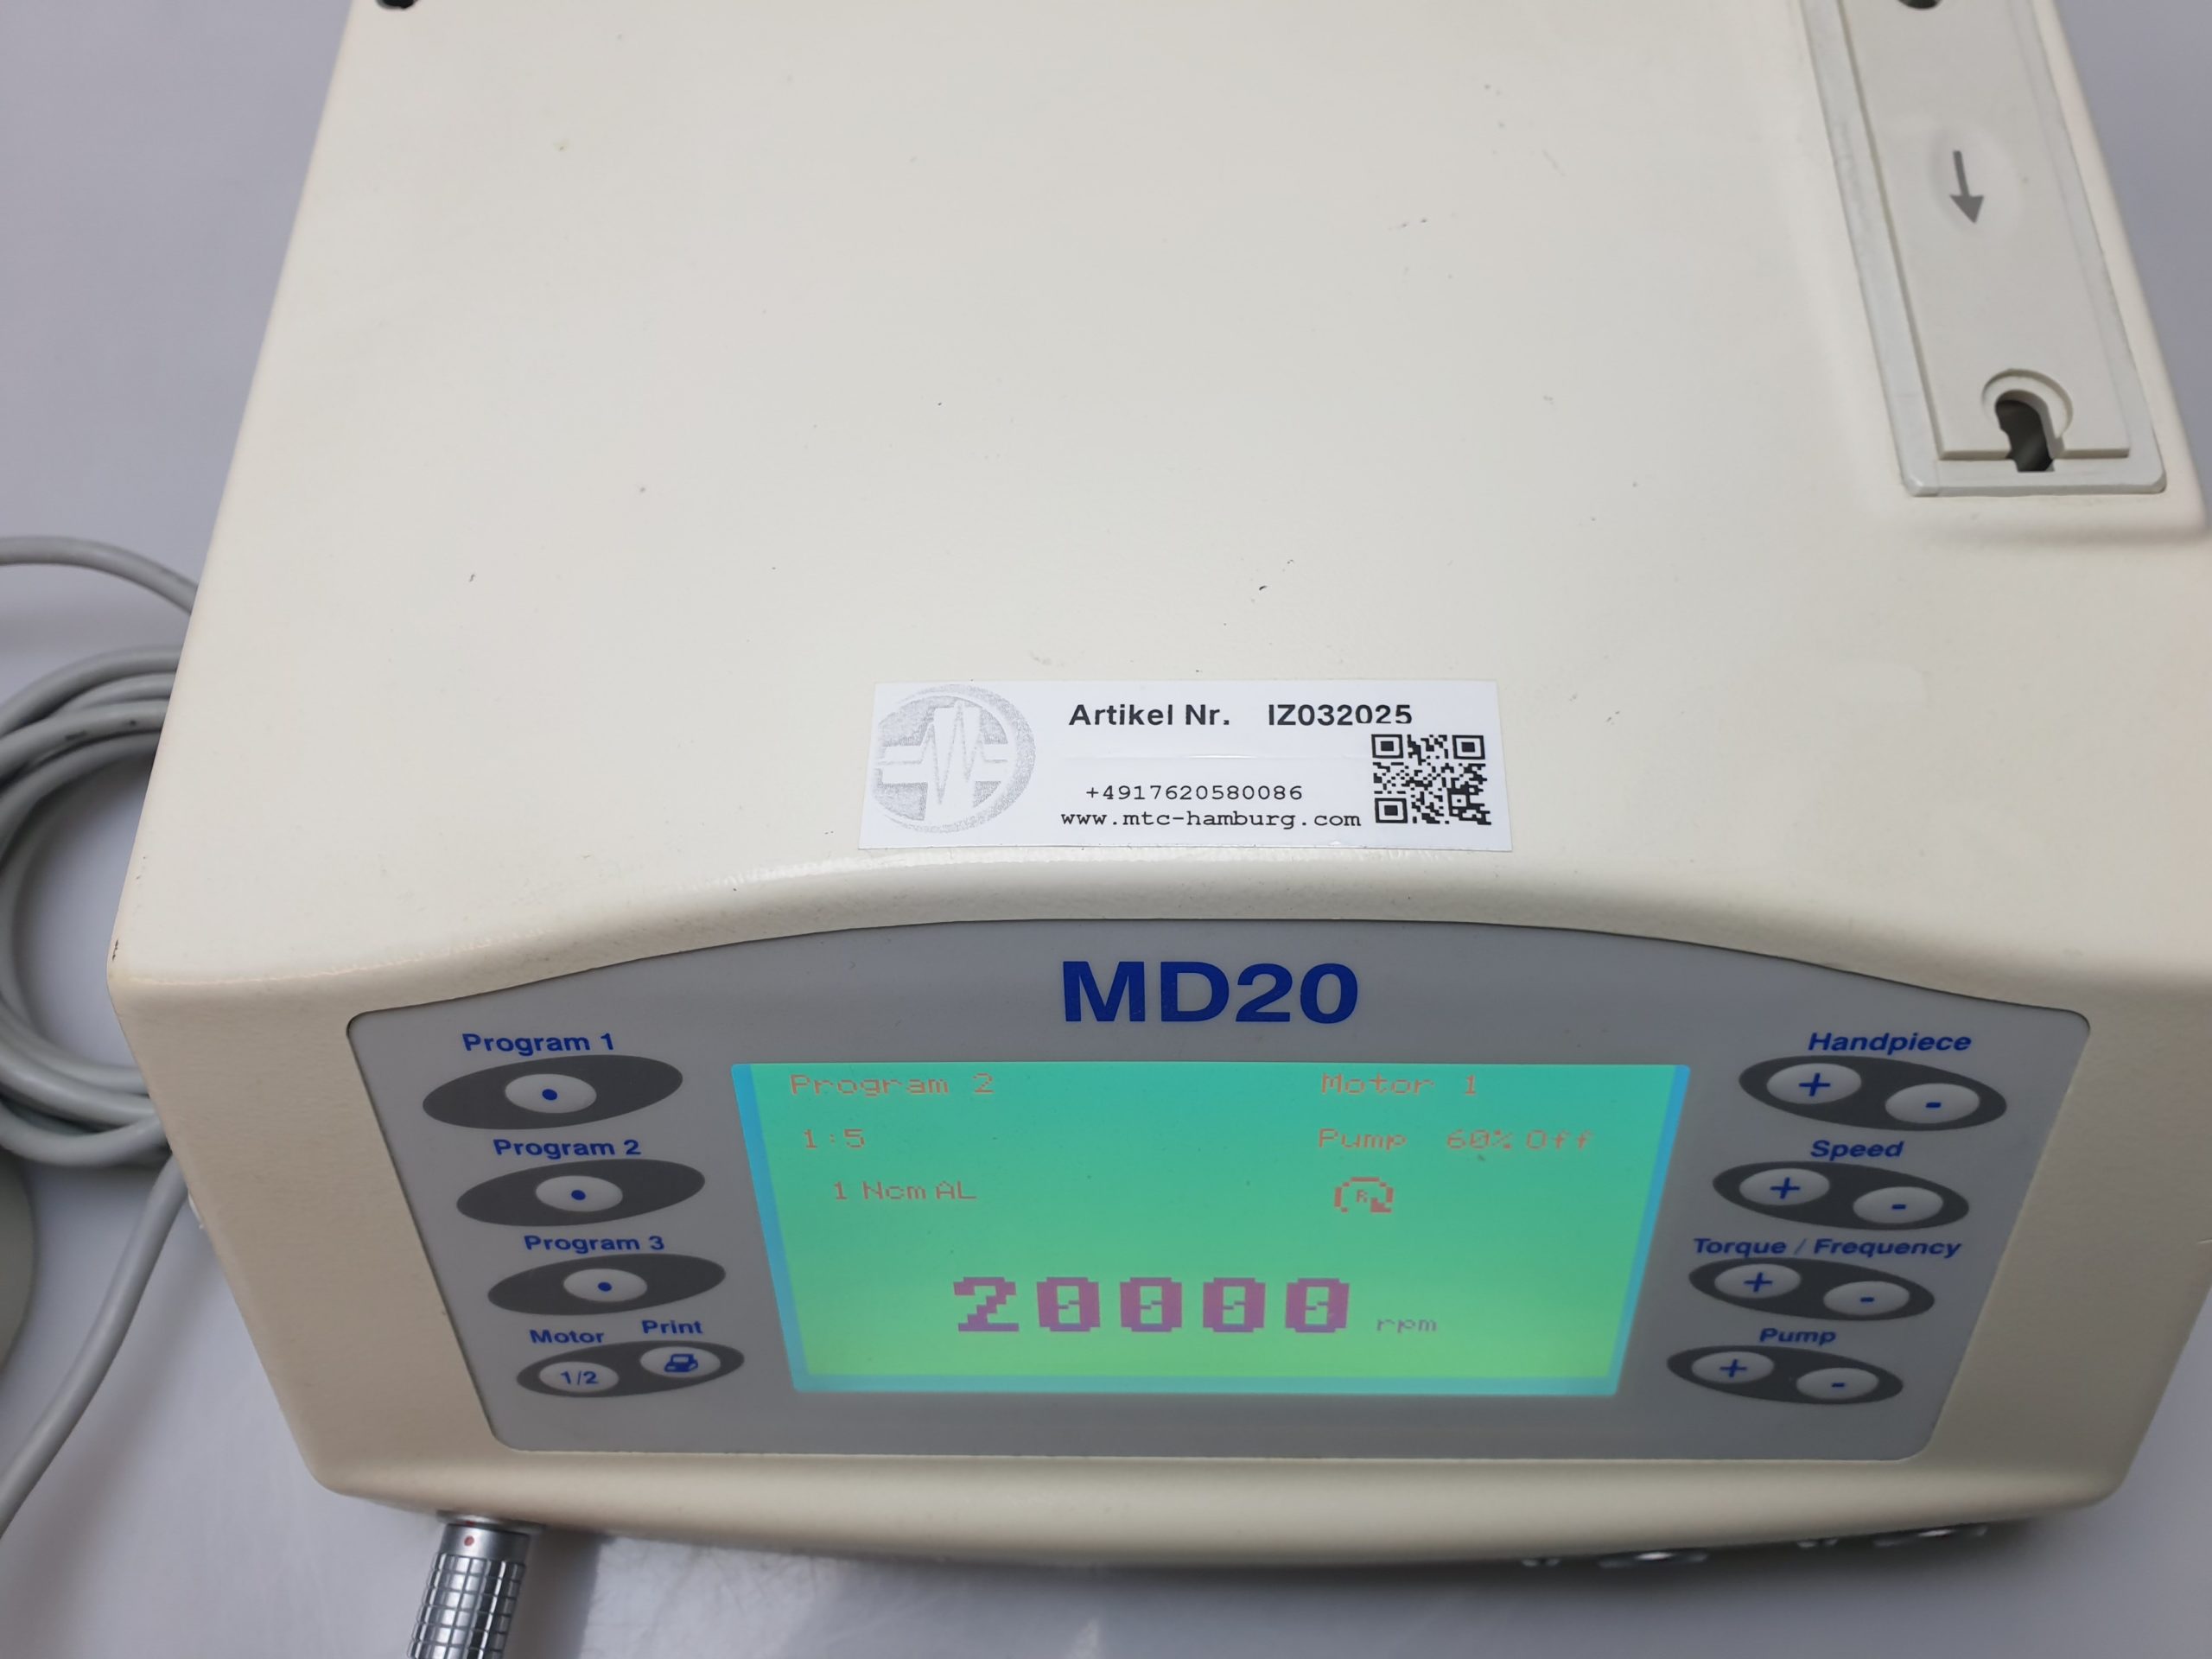 Artikel Nr. IZ032025
+4917620580086
www.mtc-hamburg.com
MD20
Program 1
Program 2
Program 3
Motor
1/2
Print
Program 2
Motor 1
1:5
Pump 60% Off
1 Ncm AL
R
20000 rpm
Handpiece
+ -
Speed
+ -
Torque / Frequency
+ -
Pump
+ -